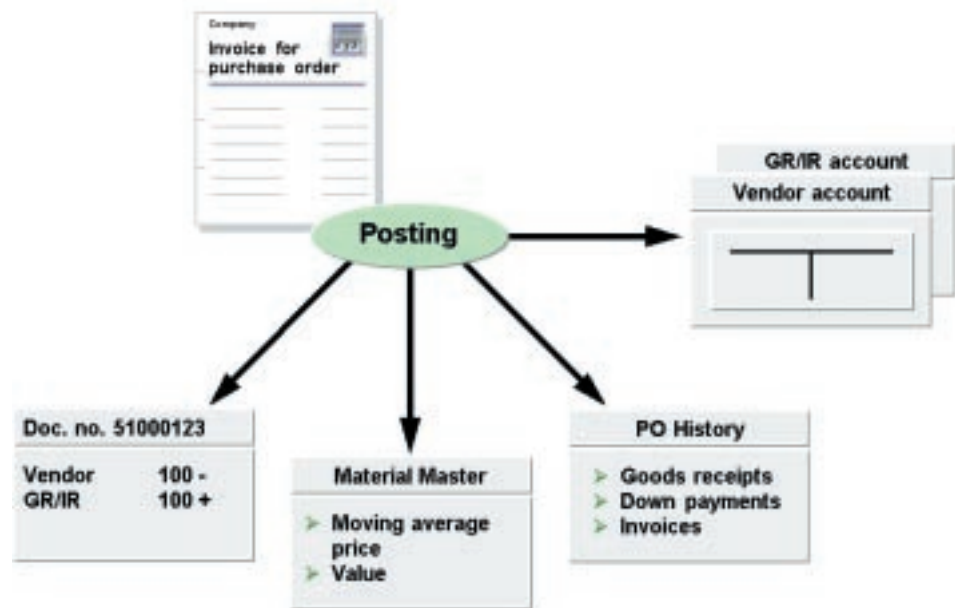 Company
Invoice for
purchase order
GR/IR account
Vendor account
Posting
Doc. no. 51000123
Vendor 100 -
GR/IR 100 +
Material Master
Moving average
price
Value
PO History
Goods receipts
Down payments
Invoices